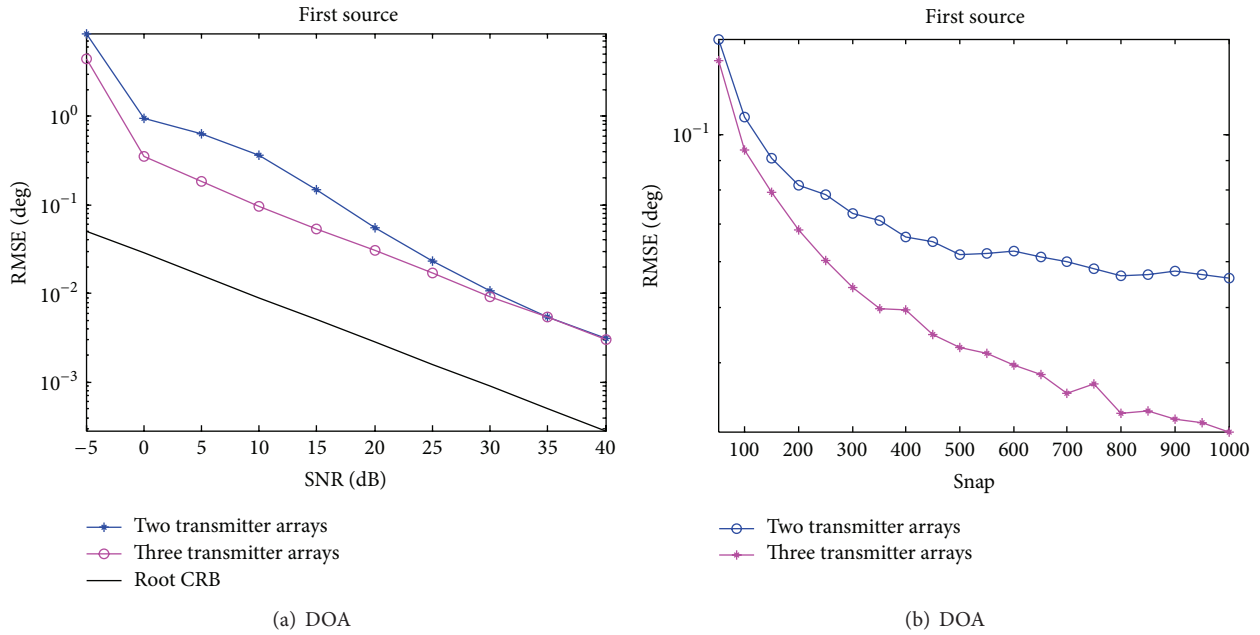 First source
RMSE (deg)
10⁰
10⁻¹
10⁻²
10⁻³
−5 0 5 10 15 20 25 30 35 40
SNR (dB)
Two transmitter arrays
Three transmitter arrays
Root CRB
(a) DOA
First source
RMSE (deg)
10⁻¹
100 200 300 400 500 600 700 800 900 1000
Snap
Two transmitter arrays
Three transmitter arrays
(b) DOA